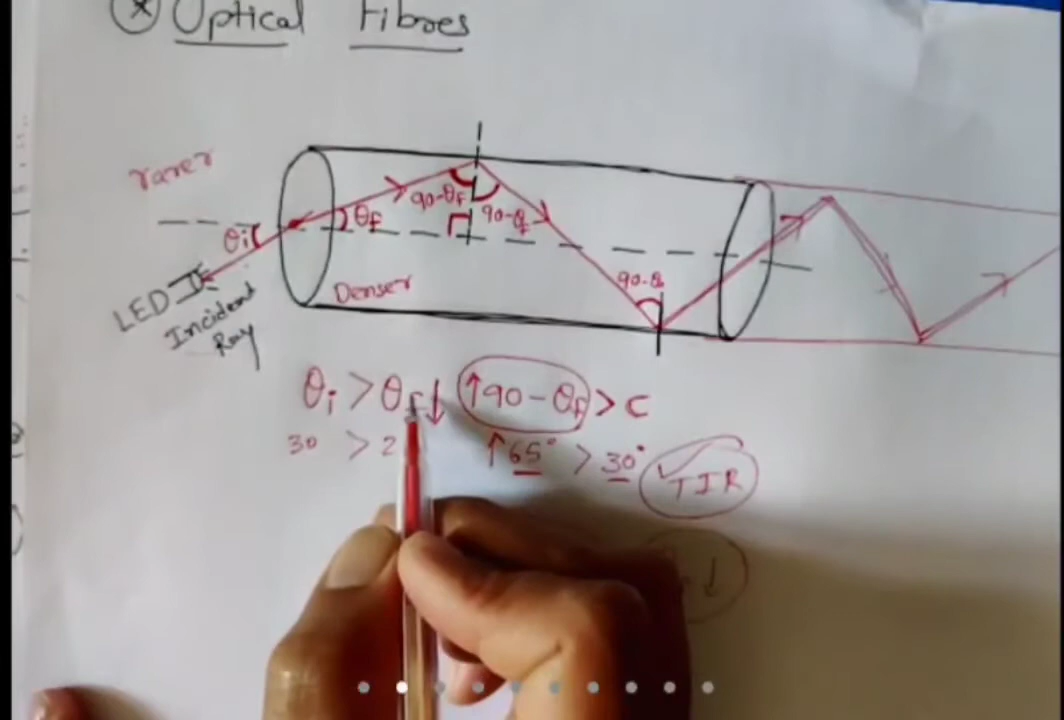 * Optical Fibres
rarer
90-θf
90-θf
θf
θi
90-θ
Denser
LED
Incident
Ray
θi > θf↓ ↑90 - θf > C
30 > 2 ↑65° > 30° ✓TIR
↓